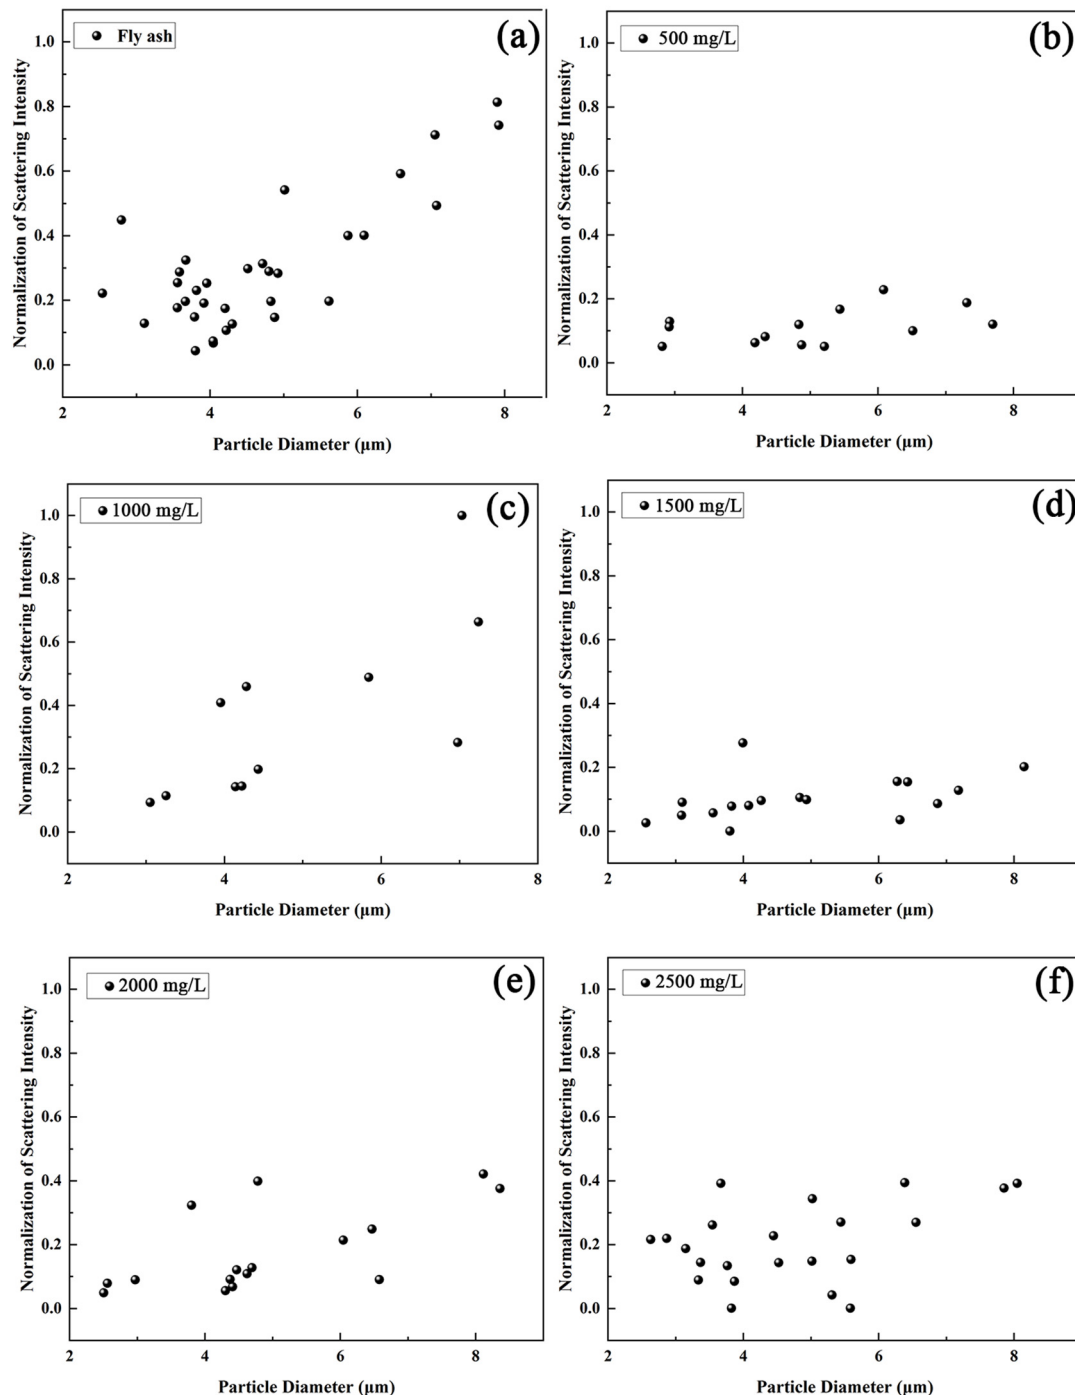 Fly ash
(a)
Normalization of Scattering Intensity
1.0
0.8
0.6
0.4
0.2
0.0
2 4 6 8
Particle Diameter (μm)
500 mg/L
(b)
Normalization of Scattering Intensity
1.0
0.8
0.6
0.4
0.2
0.0
2 4 6 8
Particle Diameter (μm)
1000 mg/L
(c)
Normalization of Scattering Intensity
1.0
0.8
0.6
0.4
0.2
0.0
2 4 6 8
Particle Diameter (μm)
1500 mg/L
(d)
Normalization of Scattering Intensity
1.0
0.8
0.6
0.4
0.2
0.0
2 4 6 8
Particle Diameter (μm)
2000 mg/L
(e)
Normalization of Scattering Intensity
1.0
0.8
0.6
0.4
0.2
0.0
2 4 6 8
Particle Diameter (μm)
2500 mg/L
(f)
Normalization of Scattering Intensity
1.0
0.8
0.6
0.4
0.2
0.0
2 4 6 8
Particle Diameter (μm)